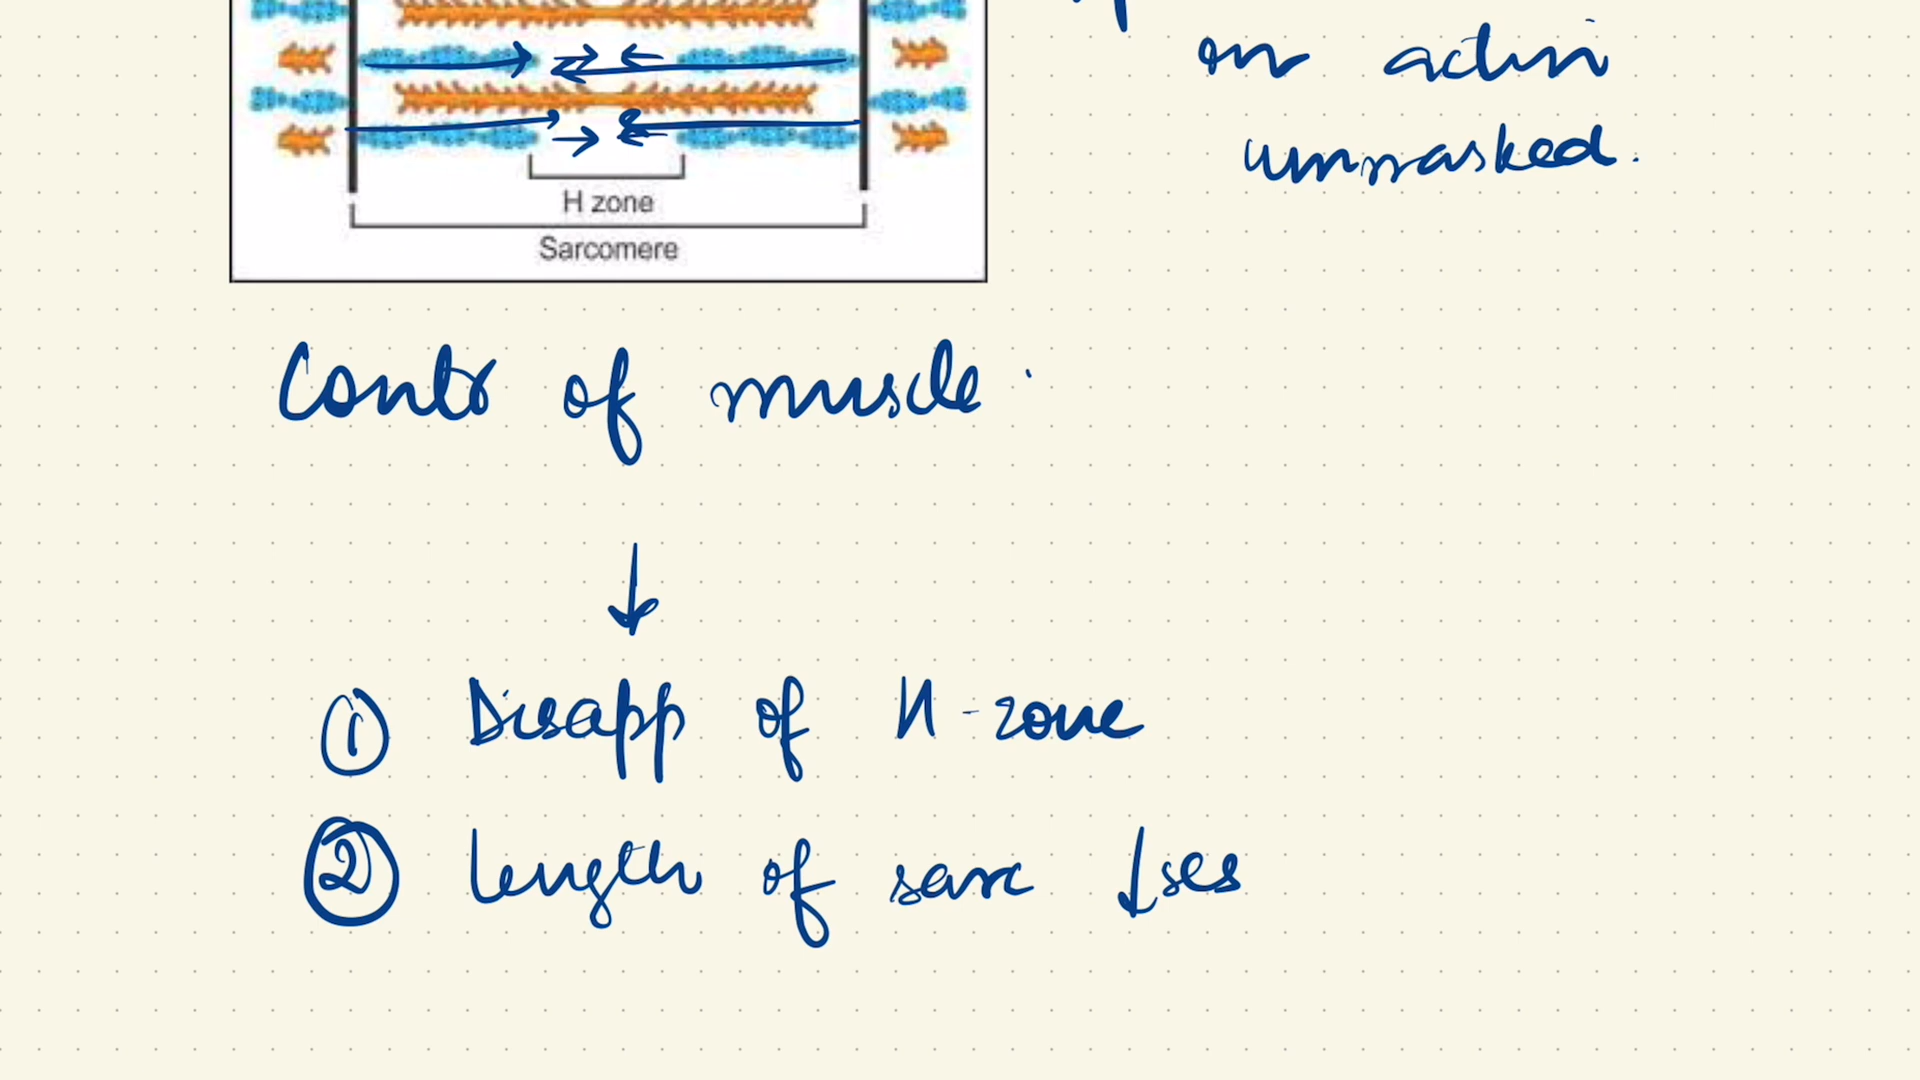 on actin
unmasked.
H zone
Sarcomere
Contr of muscle
↓
① Disapp of H-zone
② length of sarc ↓ses